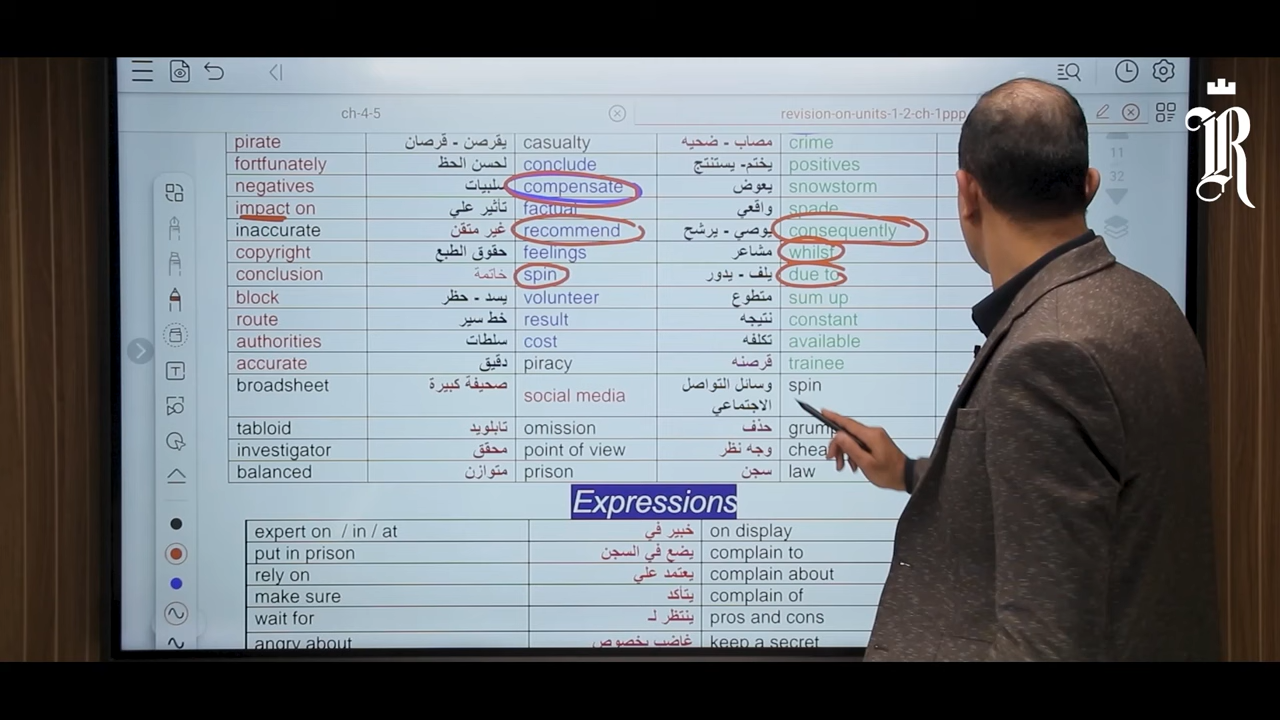 ch-4-5 revision-on-units-1-2-ch-1ppp
11
32
pirate يقرصن - قرصان casualty مصاب - ضحيه crime
fortfunately لحسن الحظ conclude يختم- يستنتج positives
negatives سلبيات compensate يعوض snowstorm
impact on تأثير علي factual واقعي spade
inaccurate غير متقن recommend يوصي - يرشح consequently
copyright حقوق الطبع feelings مشاعر whilst
conclusion خاتمة spin يلف - يدور due to
block يسد - حظر volunteer متطوع sum up
route خط سير result نتيجه constant
authorities سلطات cost تكلفه available
accurate دقيق piracy قرصنه trainee
broadsheet صحيفة كبيرة social media وسائل التواصل الاجتماعي spin
tabloid تابلويد omission حذف
investigator محقق point of view وجه نظر
balanced متوازن prison سجن law
Expressions
expert on / in / at خبير في on display
put in prison يضع في السجن complain to
rely on يعتمد علي complain about
make sure يتأكد complain of
wait for ينتظر لـ pros and cons
angry about غاضب بخصوص keep a secret
R